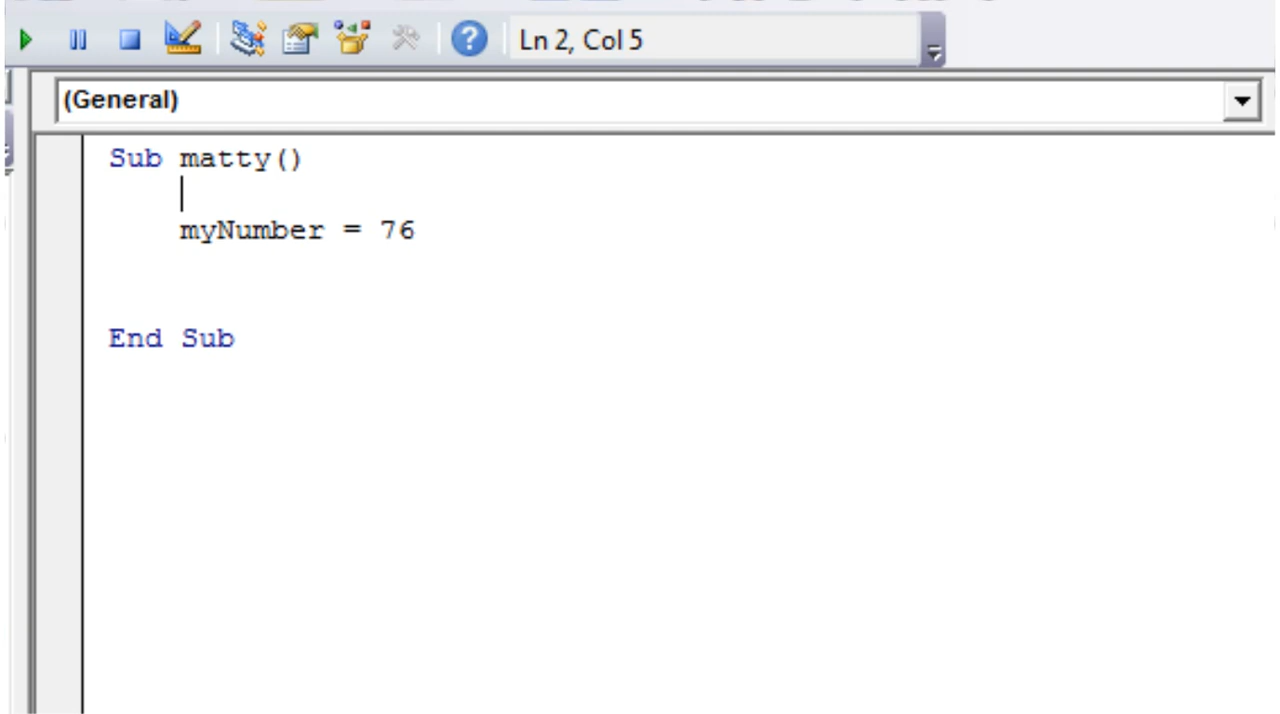 Ln 2, Col 5
(General)
Sub matty()
myNumber = 76
End Sub